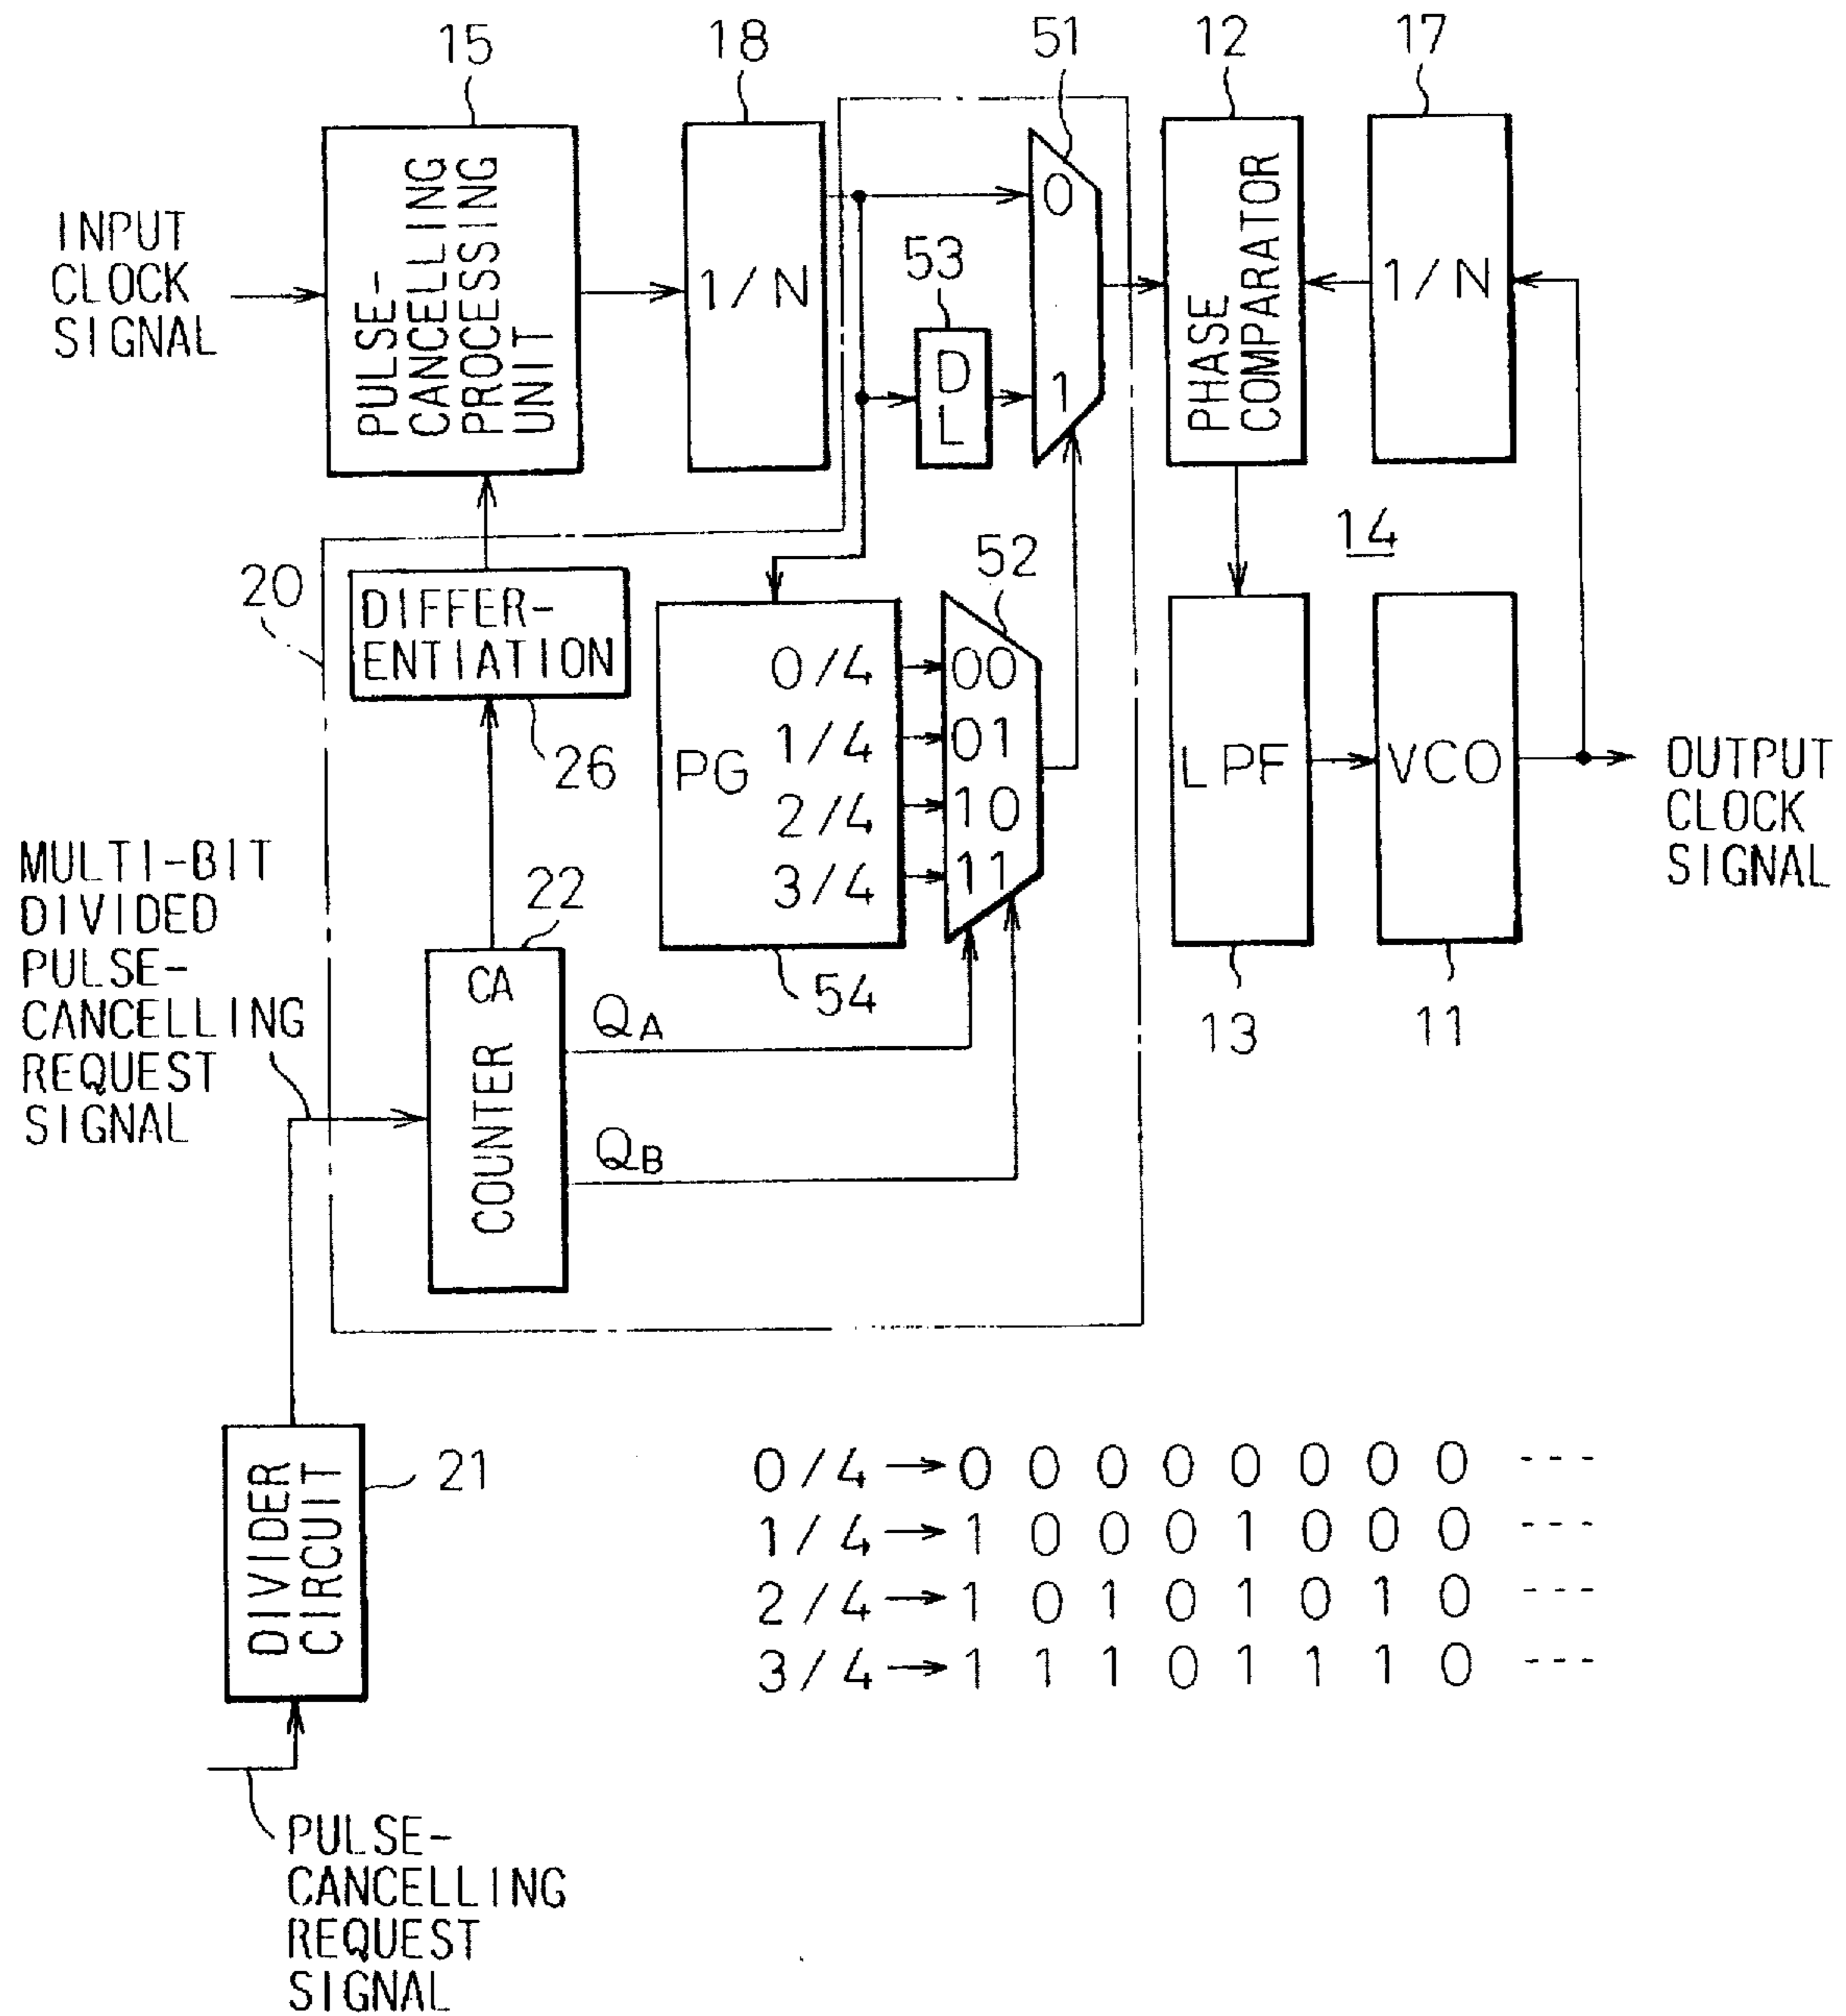 15
18
51
12
17
INPUT
CLOCK
SIGNAL
PULSE-
CANCELLING
PROCESSING
UNIT
1/N
53
D
L
0
1
PHASE
COMPARATOR
1/N
14
20
DIFFER-
ENTIATION
26
52
PG
0/4
1/4
2/4
3/4
00
01
10
11
54
LPF
13
VCO
11
OUTPUT
CLOCK
SIGNAL
MULTI-BIT
DIVIDED
PULSE-
CANCELLING
REQUEST
SIGNAL
22
CA
COUNTER
QA
QB
DIVIDER
CIRCUIT
21
PULSE-
CANCELLING
REQUEST
SIGNAL
0/4 → 0 0 0 0 0 0 0 0 ---
1/4 → 1 0 0 0 1 0 0 0 ---
2/4 → 1 0 1 0 1 0 1 0 ---
3/4 → 1 1 1 0 1 1 1 0 ---